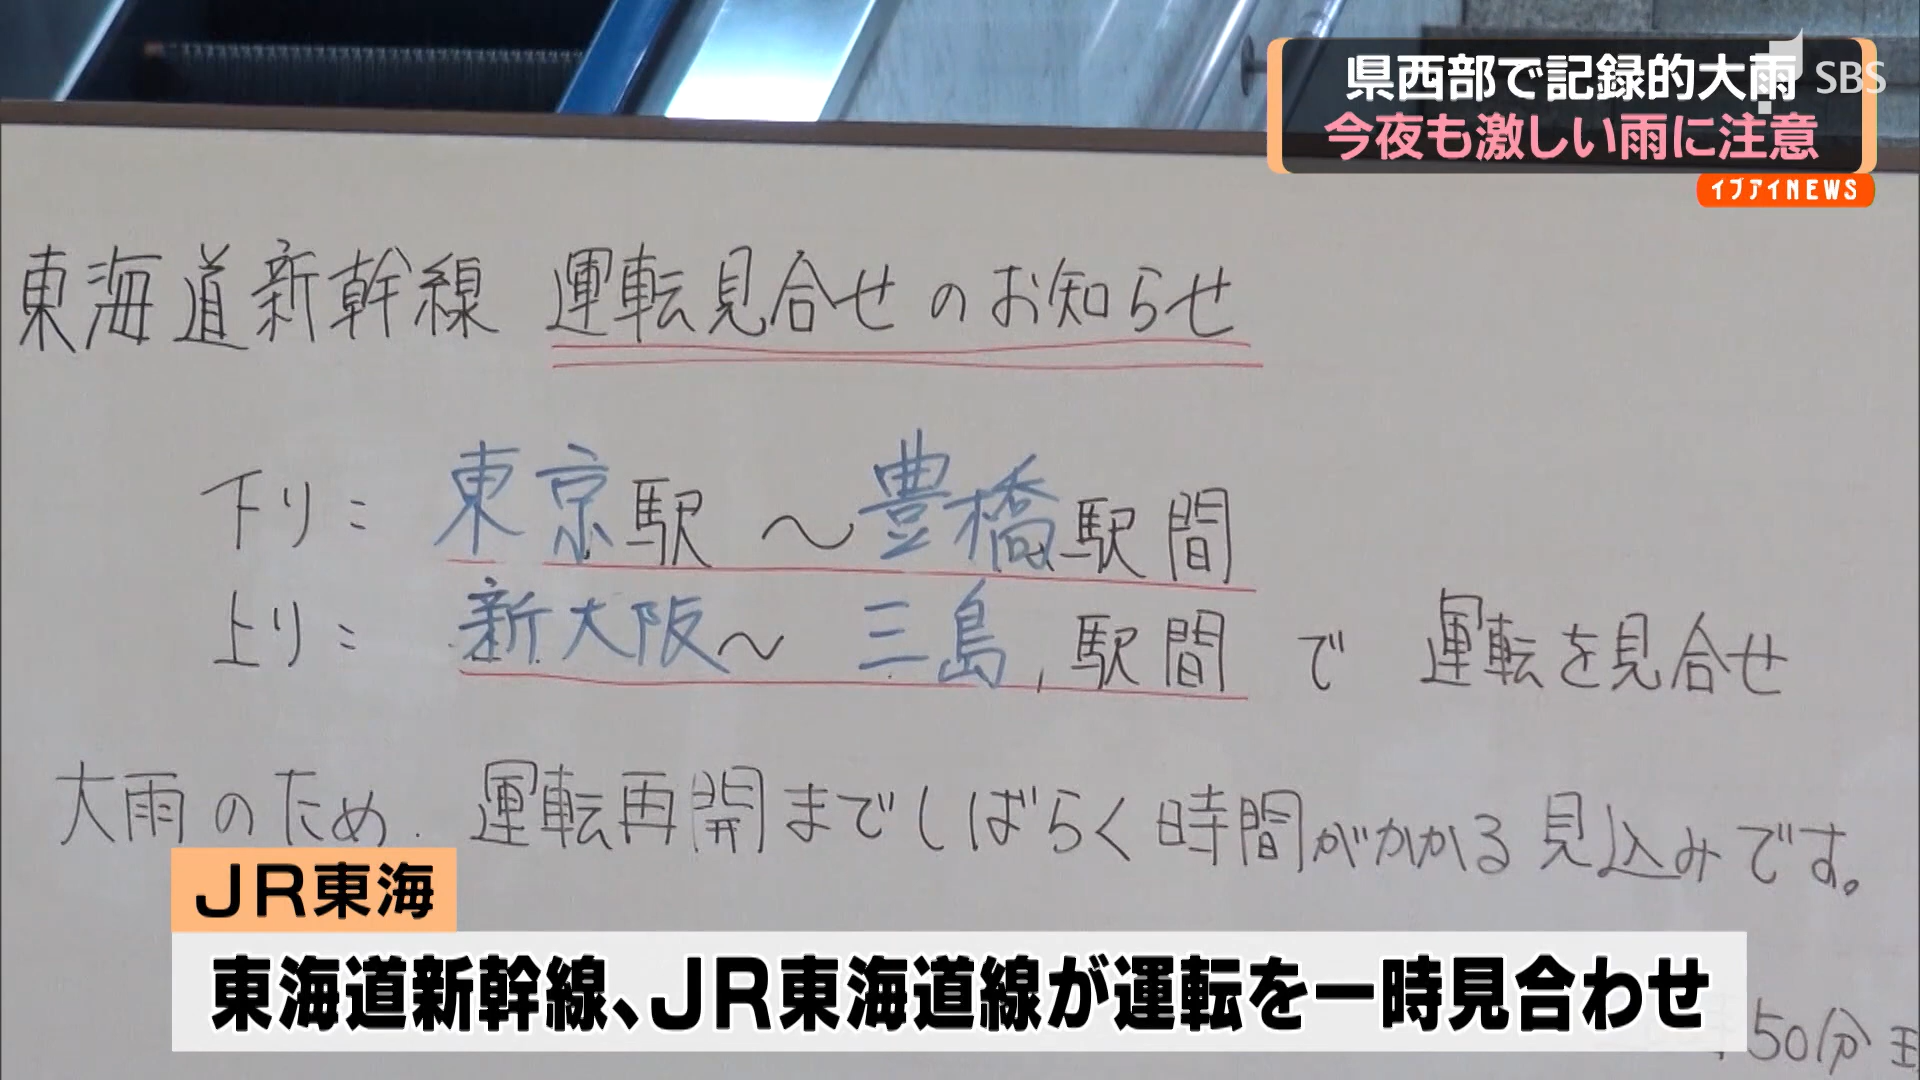 県西部で記録的大雨
SBS
今夜も激しい雨に注意
イブアイNEWS
東海道新幹線 運転見合せのお知らせ
下り: 東京駅 ～豊橋駅間
上り: 新大阪～ 三島駅間 で 運転を見合せ
大雨のため、運転再開までしばらく時間がかかる見込みです。
JR東海
東海道新幹線、JR東海道線が運転を一時見合わせ
50分